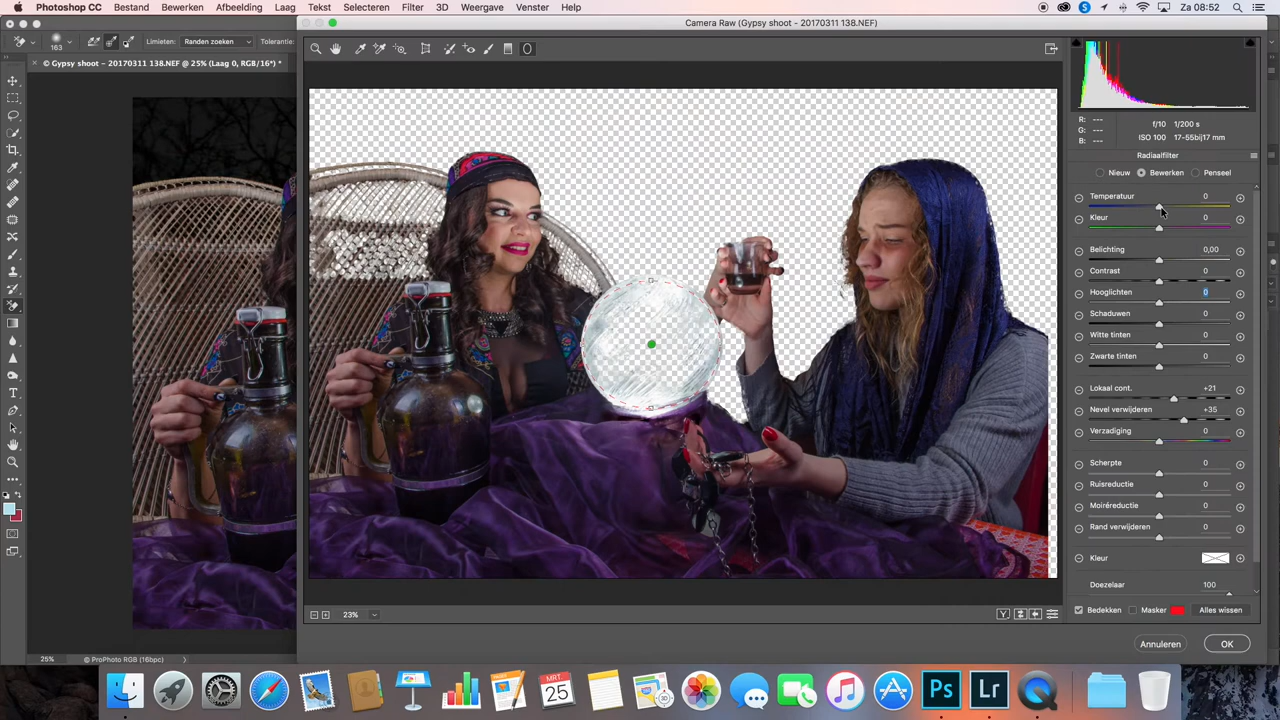 Photoshop CC Bestand Bewerken Afbeelding Laag Tekst Selecteren Filter 3D Weergave Venster Help Za 08:52
Camera Raw (Gypsy shoot - 20170311 138.NEF)
163 Limieten: Randen zoeken Tolerantie:
© Gypsy shoot - 20170311 138.NEF @ 25% (Laag 0, RGB/16*) *
R: ---
G: ---
B: ---
f/10 1/200 s
ISO 100 17-55bij17 mm
Radiaalfilter
Nieuw Bewerken Penseel
Temperatuur 0
Kleur 0
Belichting 0,00
Contrast 0
Hooglichten 0
Schaduwen 0
Witte tinten 0
Zwarte tinten 0
Lokaal cont. +21
Nevel verwijderen +35
Verzadiging 0
Scherpte 0
Ruisreductie 0
Moiréreductie 0
Rand verwijderen 0
Kleur
Doezelaar 100
23% Y
Bedekken Masker Alles wissen
Annuleren OK
25% © ProPhoto RGB (16bpc)
MRT
25
Ps Lr